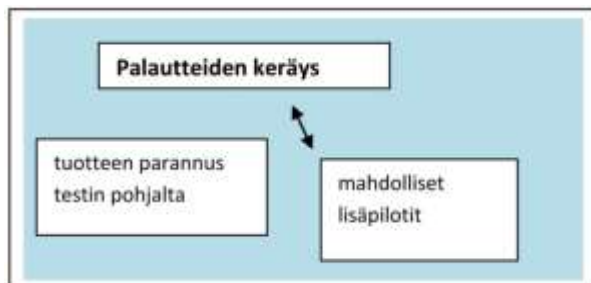 Palautteiden keräys
tuotteen parannus
testin pohjalta
mahdolliset
lisäpilotit